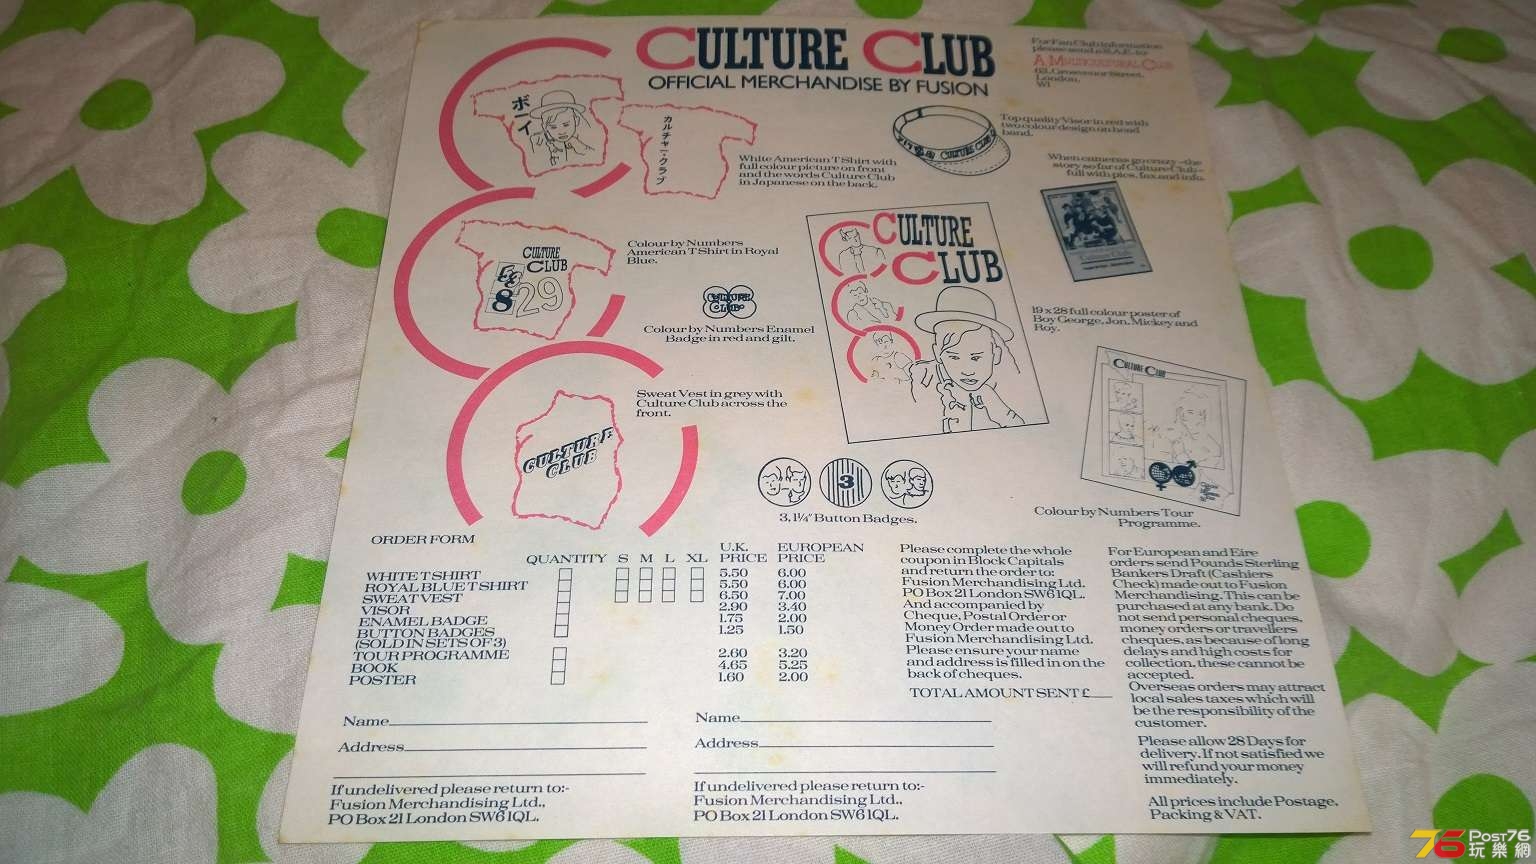 CULTURE CLUB
OFFICIAL MERCHANDISE BY FUSION
For Fan Club information
please send s.A.E. to
A MULTICULTURAL CLUB
63, Grosvenor Street,
London,
W1
ボーイ
カルチャー・クラブ
White American T Shirt with
full colour picture on front
and the words Culture Club
in Japanese on the back.
CULTURE CLUB
Top quality Visor in red with
two colour design on head
band.
When cameras go crazy – the
story so far of Culture Club –
full with pics, fax and info.
Culture Club
CULTURE
CLUB
8 29
Colour by Numbers
American T Shirt in Royal
Blue.
CULTURE
CLUB
Colour by Numbers Enamel
Badge in red and gilt.
CULTURE
CLUB
19 x 28 full colour poster of
Boy George, Jon, Mickey and
Roy.
CULTURE
CLUB
Sweat Vest in grey with
Culture Club across the
front.
3
3, 1¼" Button Badges.
CULTURE CLUB
Colour by Numbers Tour
Programme.
ORDER FORM
QUANTITY S M L XL U.K. PRICE EUROPEAN PRICE
WHITE T SHIRT 5.50 6.00
ROYAL BLUE T SHIRT 5.50 6.00
SWEAT VEST 6.50 7.00
VISOR 2.90 3.40
ENAMEL BADGE 1.75 2.00
BUTTON BADGES 1.25 1.50
(SOLD IN SETS OF 3)
TOUR PROGRAMME 2.60 3.20
BOOK 4.65 5.25
POSTER 1.60 2.00
Please complete the whole
coupon in Block Capitals
and return the order to:
Fusion Merchandising Ltd.
PO Box 21 London SW6 1QL.
And accompanied by
Cheque, Postal Order or
Money Order made out to
Fusion Merchandising Ltd.
Please ensure your name
and address is filled in on the
back of cheques.
TOTAL AMOUNT SENT £
For European and Eire
orders send Pounds Sterling
Bankers Draft (Cashiers
Check) made out to Fusion
Merchandising. This can be
purchased at any bank. Do
not send personal cheques,
money orders or travellers
cheques, as because of long
delays and high costs for
collection, these cannot be
accepted.
Overseas orders may attract
local sales taxes which will
be the responsibility of the
customer.
Please allow 28 Days for
delivery. If not satisfied we
will refund your money
immediately.
All prices include Postage,
Packing & VAT.
Name
Address
If undelivered please return to:-
Fusion Merchandising Ltd.,
PO Box 21 London SW6 1QL.
Name
Address
If undelivered please return to:-
Fusion Merchandising Ltd.,
PO Box 21 London SW6 1QL.
76 POST76
玩樂網